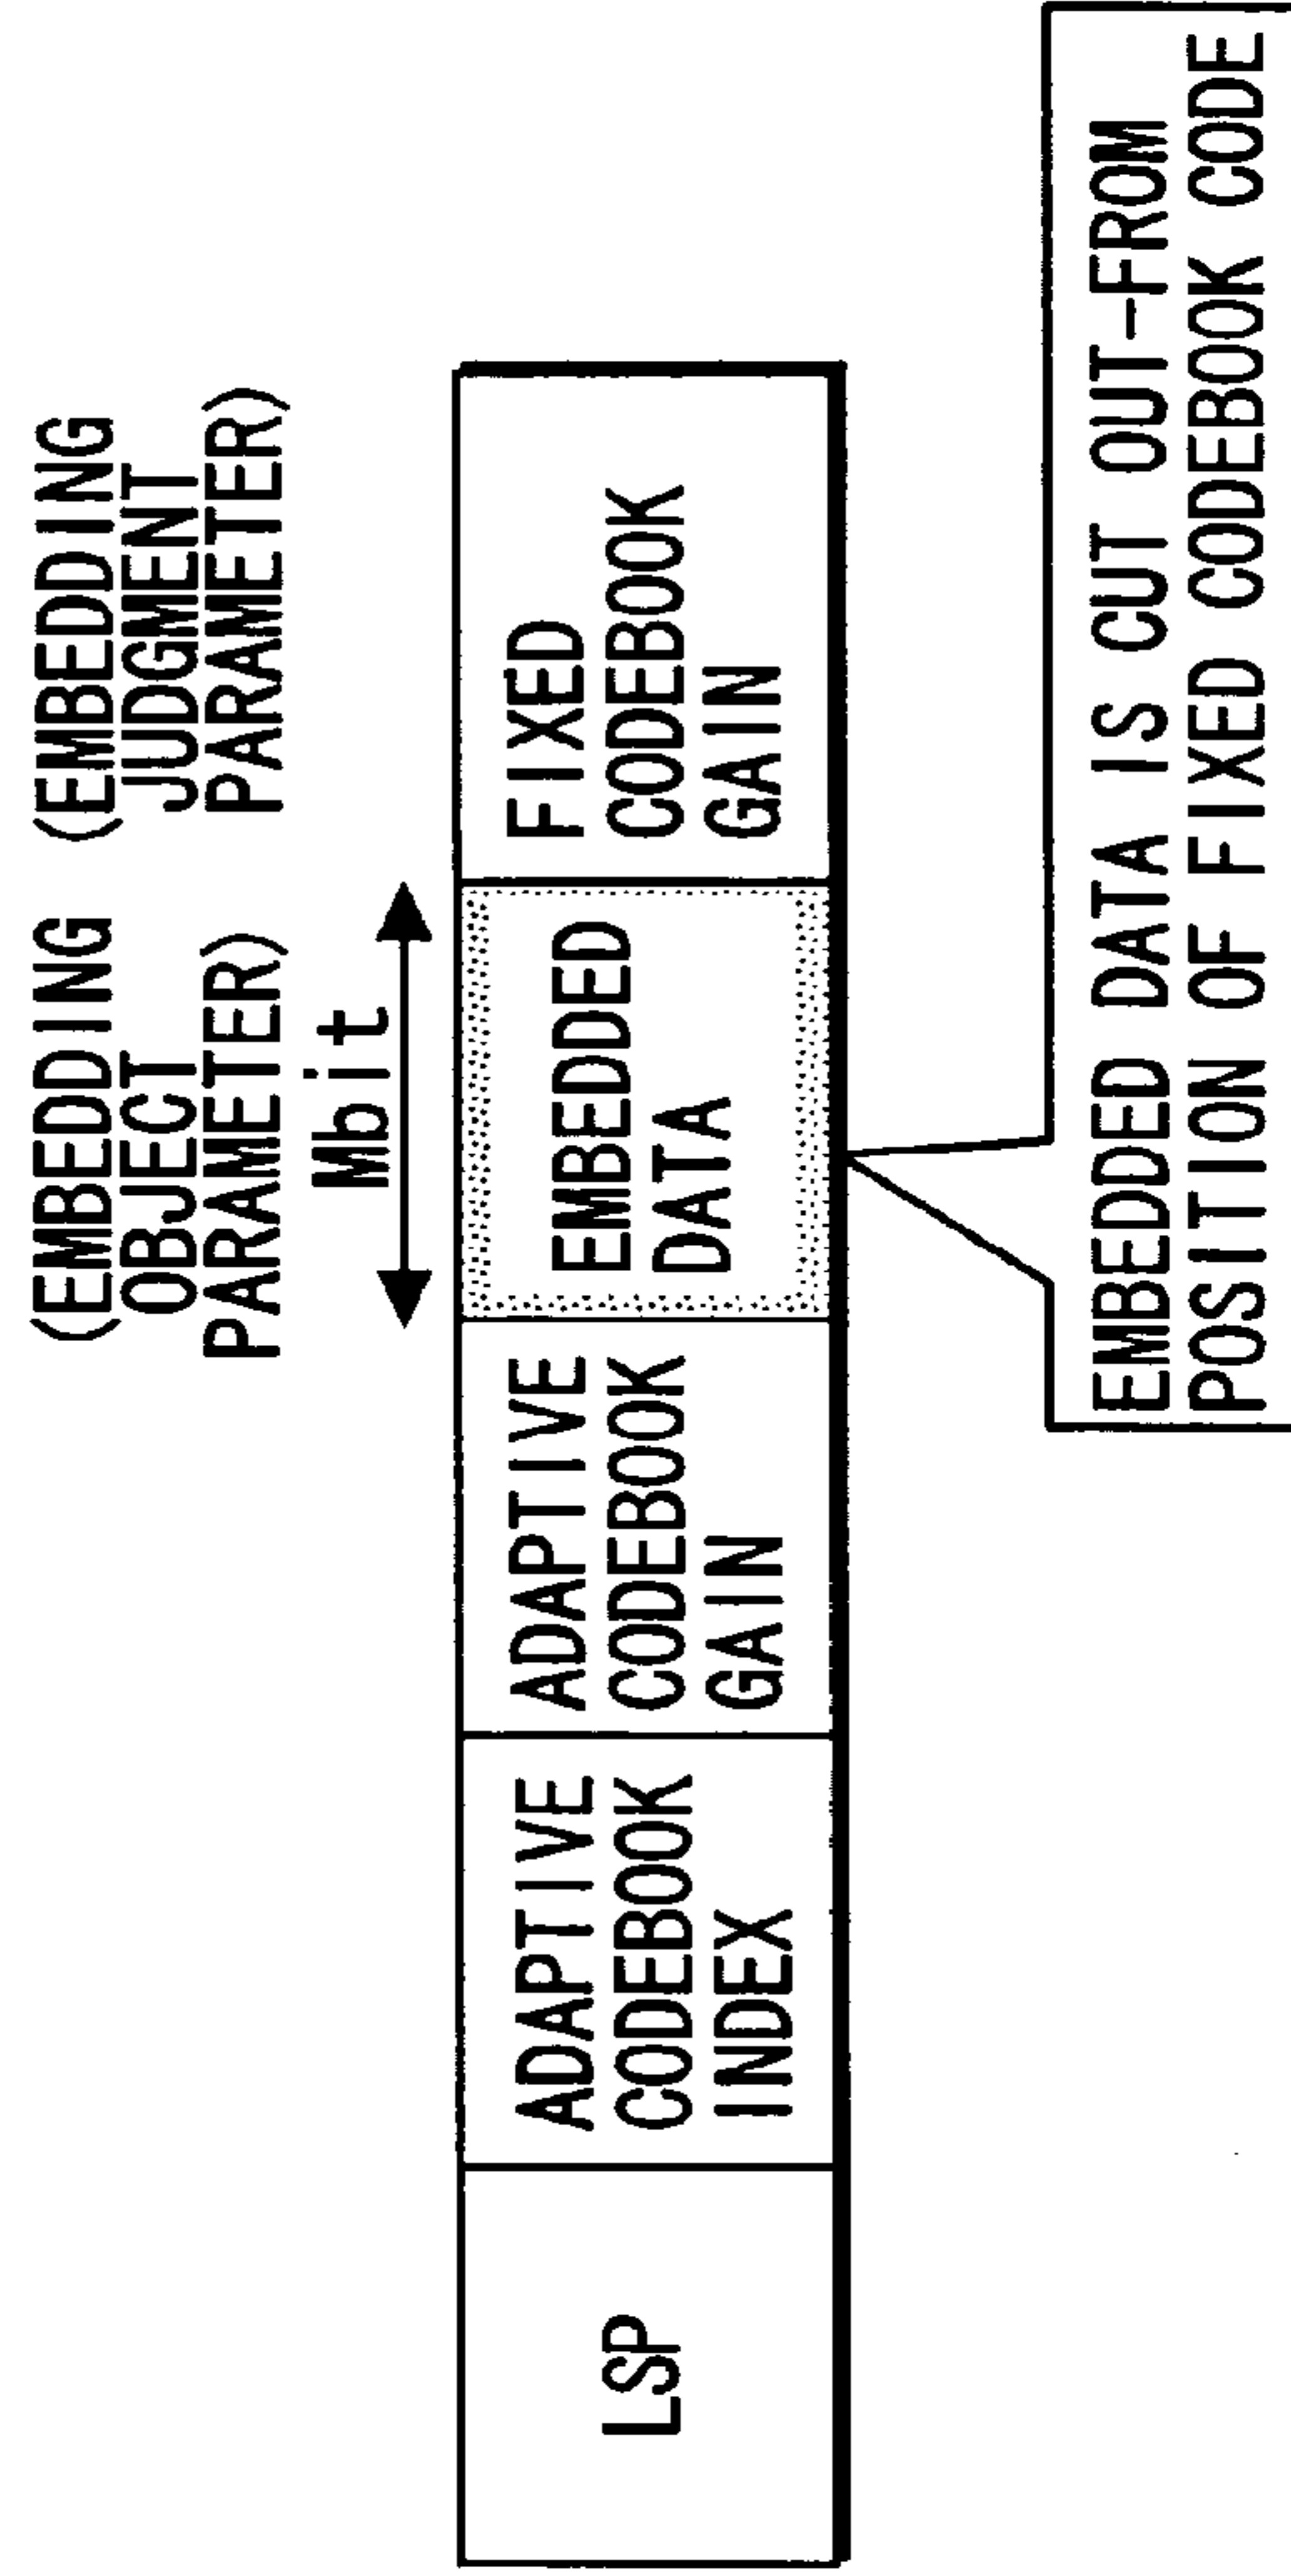 (EMBEDDING
OBJECT
PARAMETER)
(EMBEDDING
JUDGMENT
PARAMETER)
Mbit
LSP
ADAPTIVE
CODEBOOK
INDEX
ADAPTIVE
CODEBOOK
GAIN
EMBEDDED
DATA
FIXED
CODEBOOK
GAIN
EMBEDDED DATA IS CUT OUT-FROM
POSITION OF FIXED CODEBOOK CODE